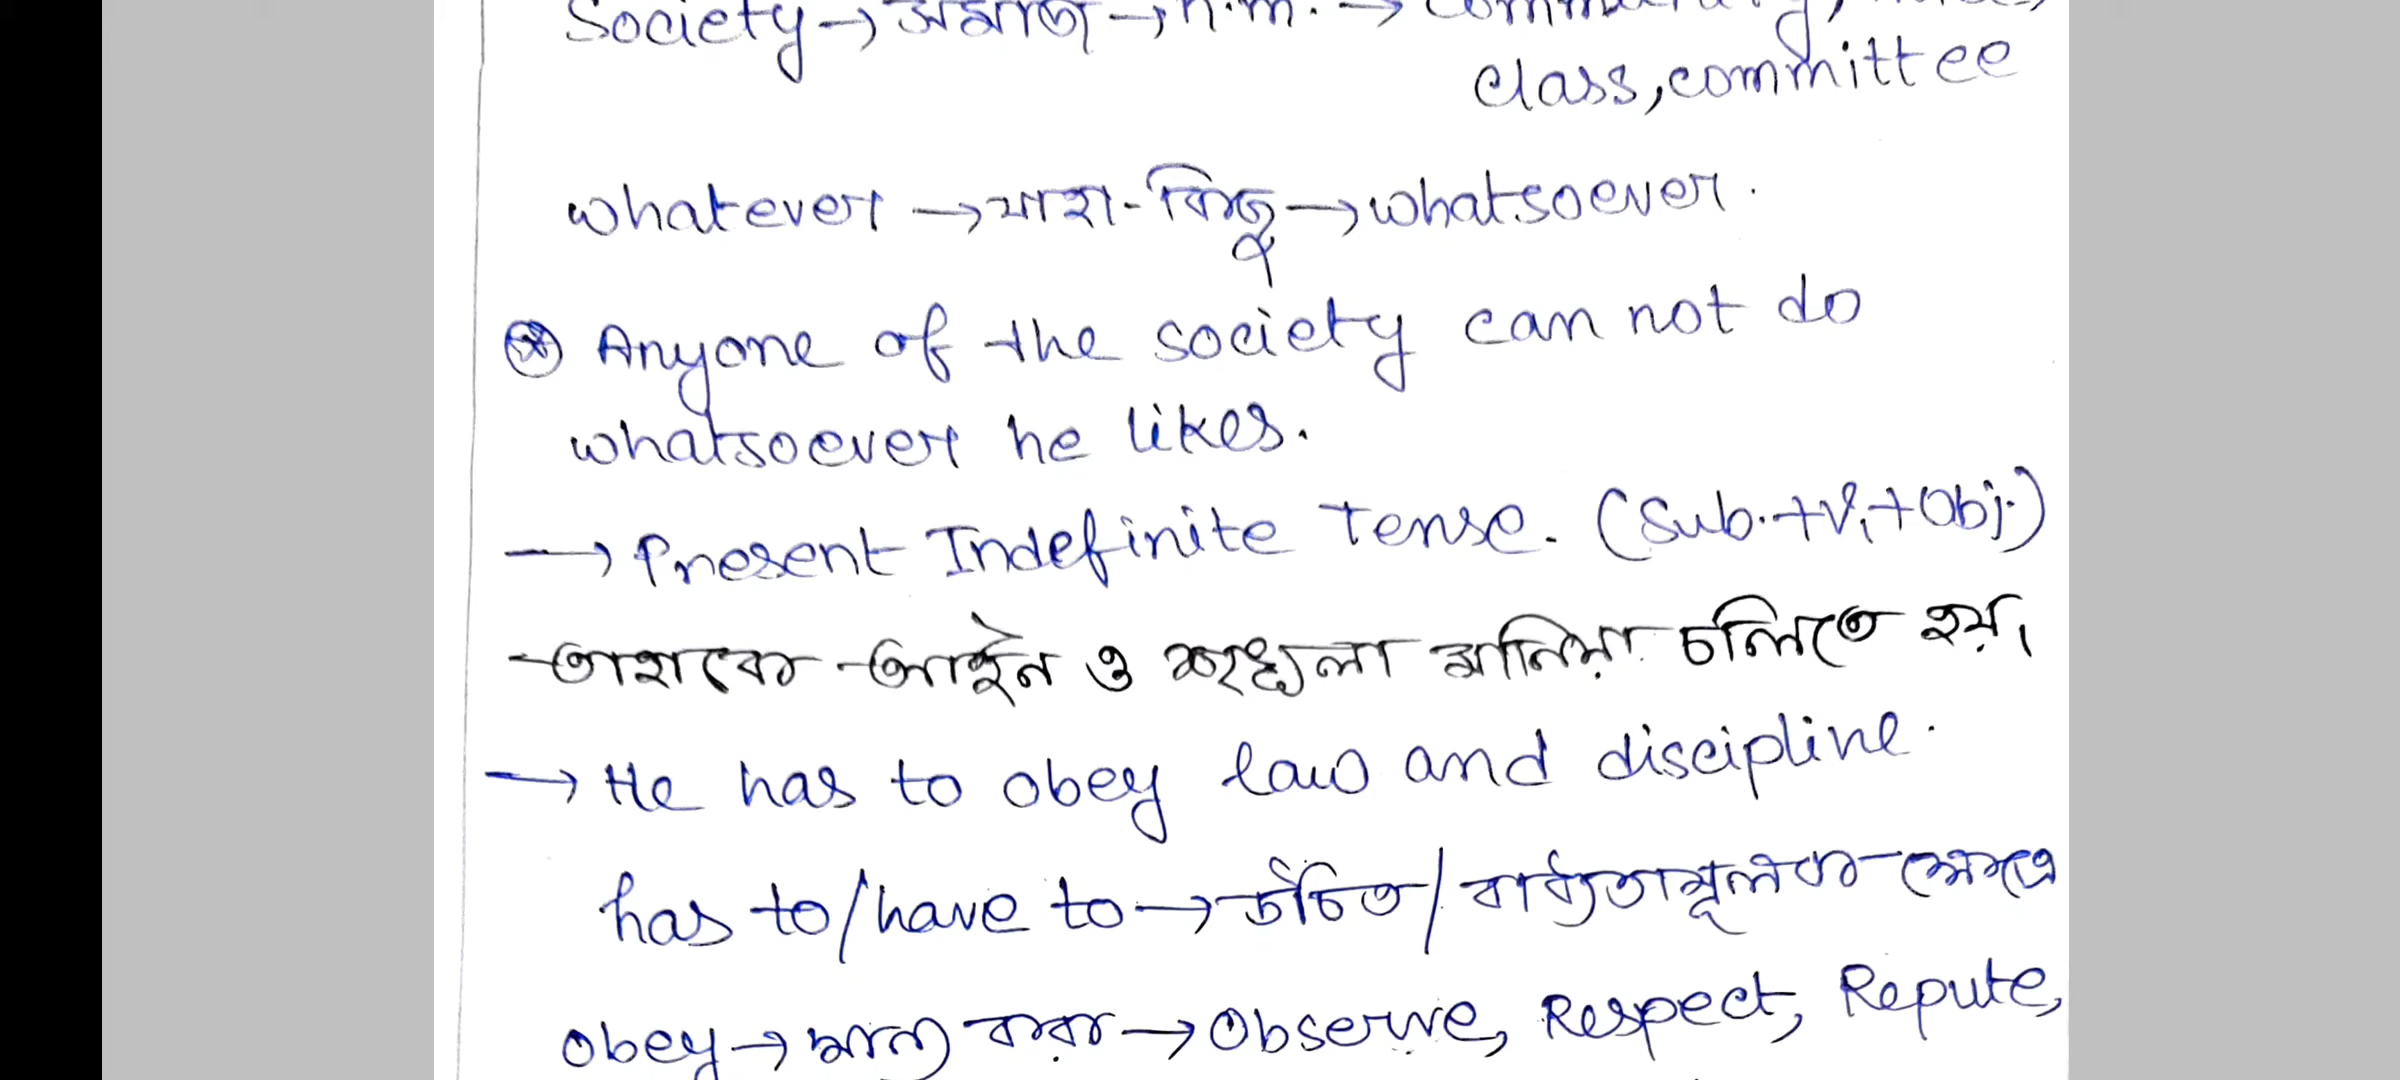 Society → সমাজ → n.m. →
class, committee
whatever → যাহা-কিছু → whatsoever.
Anyone of the society can not do
whatsoever he likes.
→ Present Indefinite Tense. (Sub.+V₁+Obj.)
তাহাকে আইন ও শৃংখলা মানিয়া চলিতে হয়।
→ He has to obey law and discipline.
has to/have to → উচিত/বাধ্যতামূলক
obey → মান্য করা → Observe, Respect, Repute,